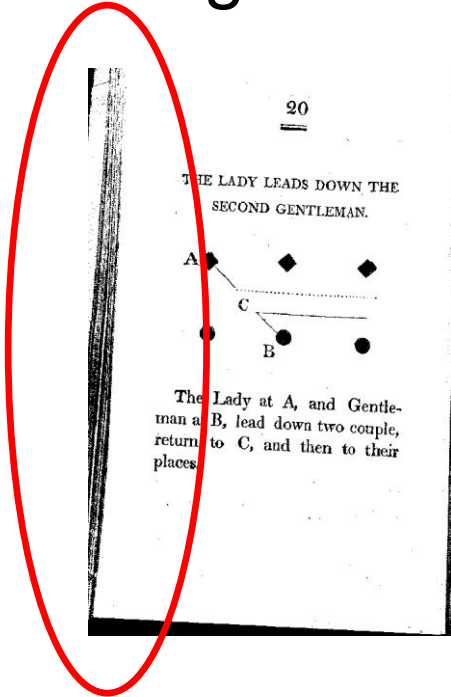 20
THE LADY LEADS DOWN THE
SECOND GENTLEMAN.
A
C
B
The Lady at A, and Gentle-
man at B, lead down two couple,
return to C, and then to their
places.